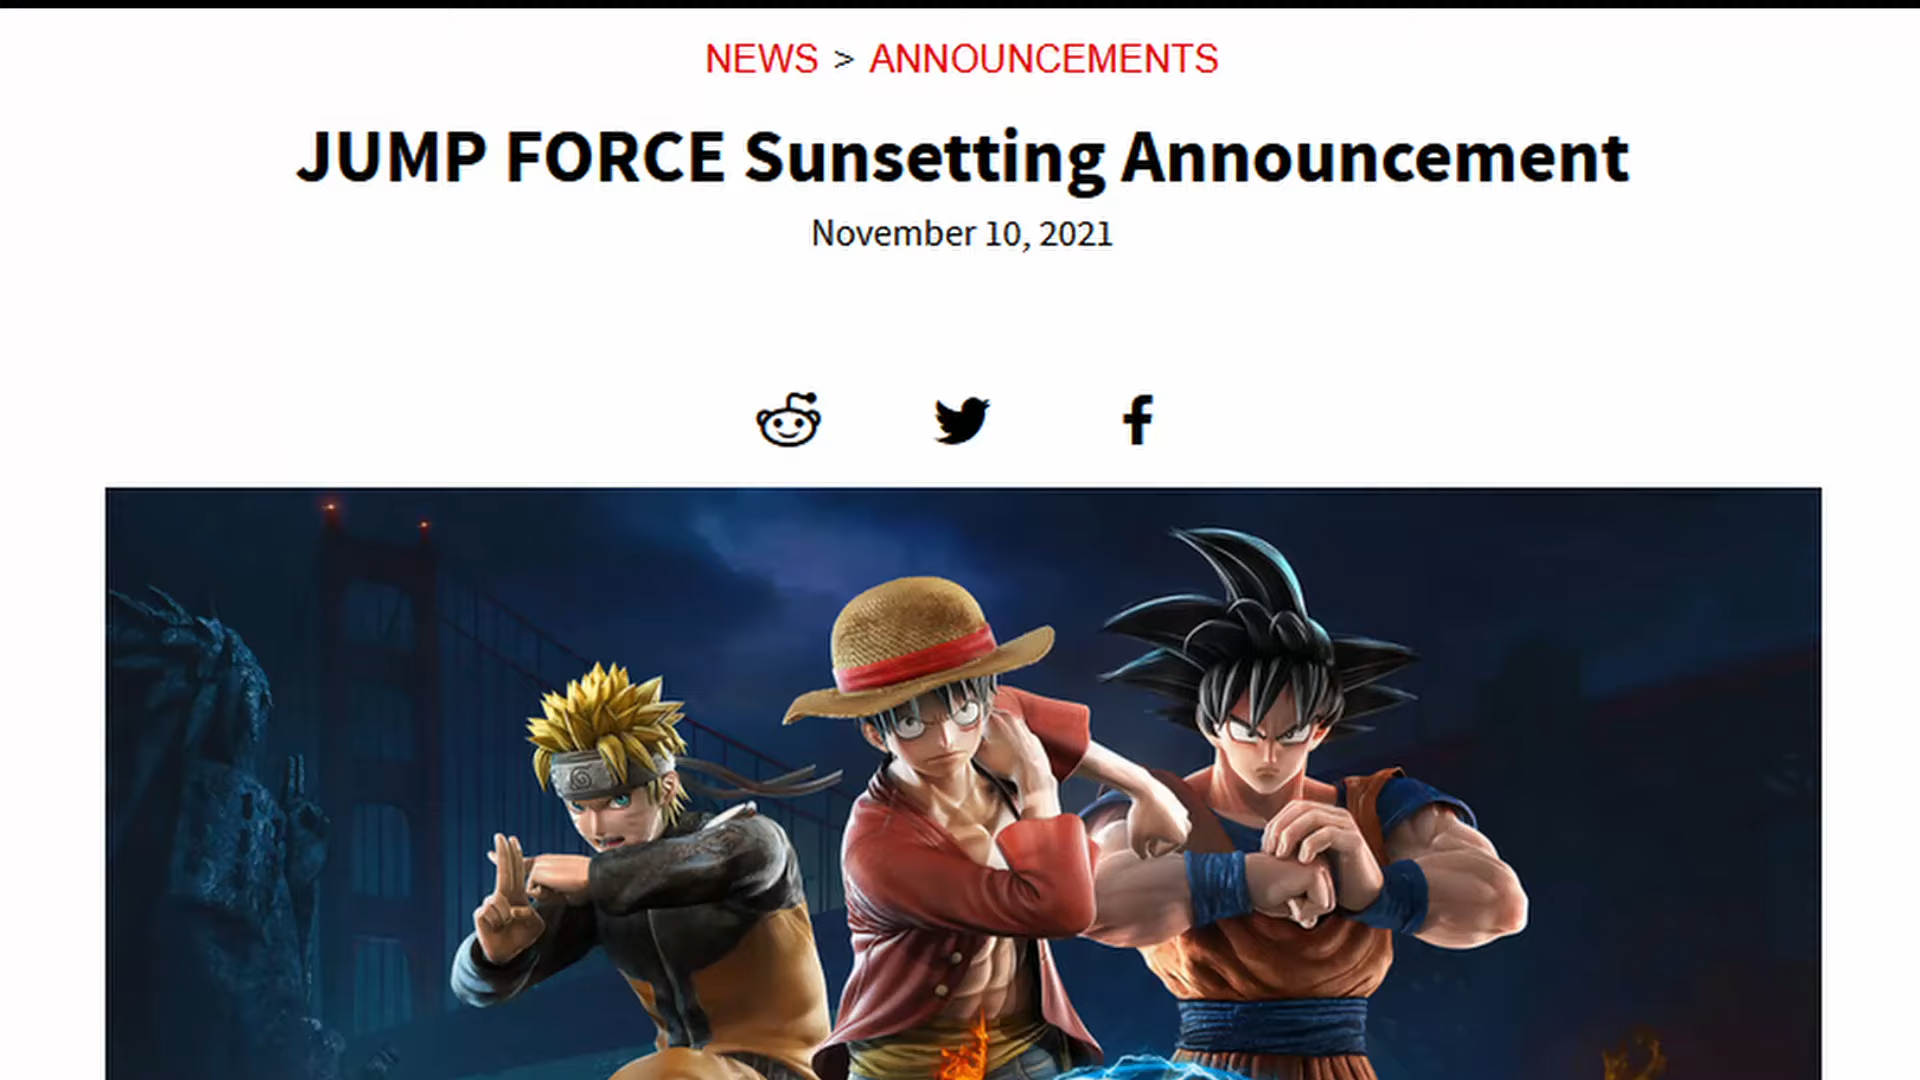 NEWS > ANNOUNCEMENTS
JUMP FORCE Sunsetting Announcement
November 10, 2021